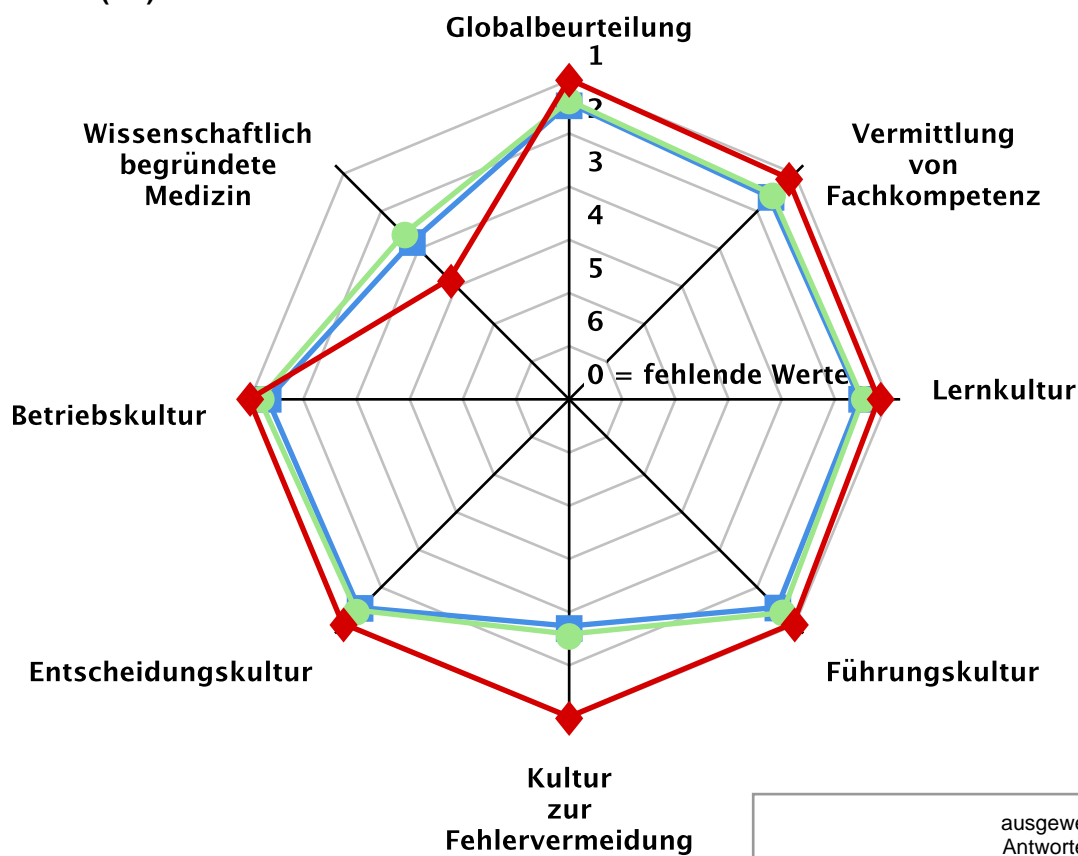 Globalbeurteilung
1
2
3
4
5
6
0 = fehlende Werte
Vermittlung
von
Fachkompetenz
Lernkultur
Führungskultur
Kultur
zur
Fehlervermeidung
Entscheidungskultur
Betriebskultur
Wissenschaftlich
begründete
Medizin